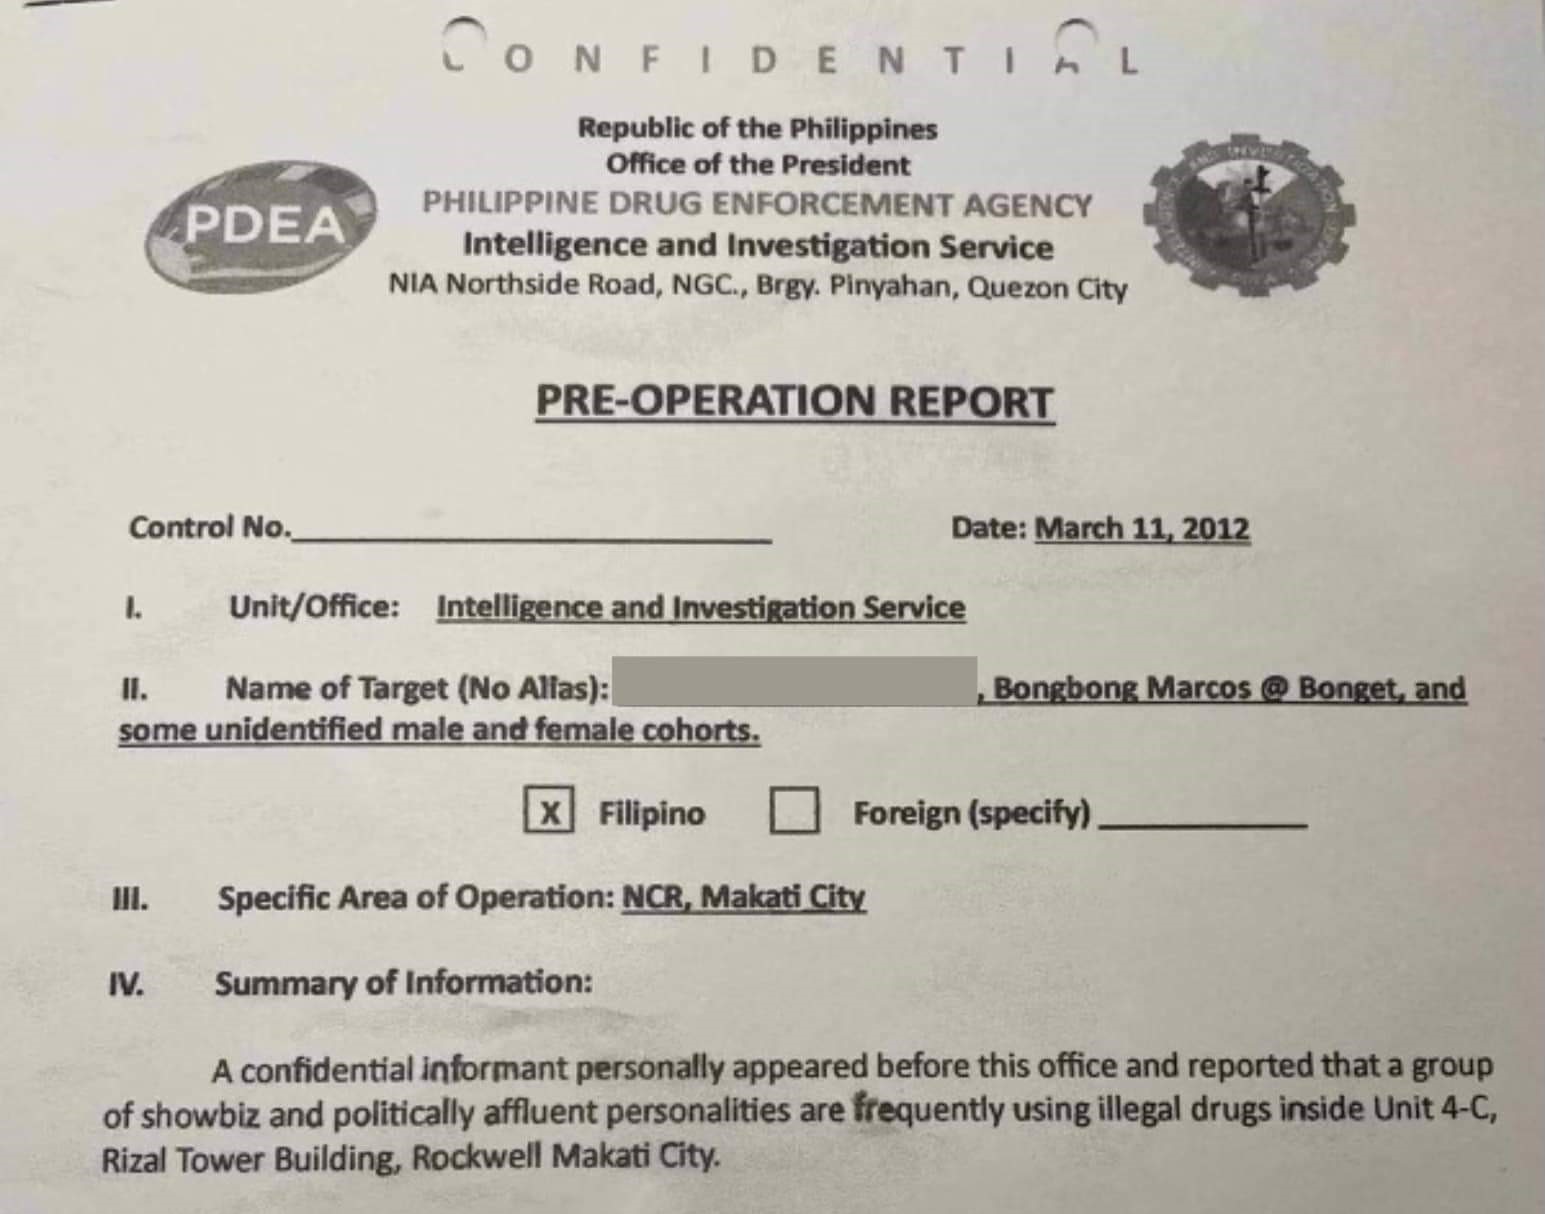 CONFIDENTIAL
Republic of the Philippines
Office of the President
PHILIPPINE DRUG ENFORCEMENT AGENCY
Intelligence and Investigation Service
NIA Northside Road, NGC., Brgy. Pinyahan, Quezon City
PDEA
PRE-OPERATION REPORT
Control No. Date: March 11, 2012
I. Unit/Office: Intelligence and Investigation Service
II. Name of Target (No Alias): , Bongbong Marcos @ Bonget, and
some unidentified male and female cohorts.
X Filipino Foreign (specify)
III. Specific Area of Operation: NCR, Makati City
IV. Summary of Information:
A confidential informant personally appeared before this office and reported that a group
of showbiz and politically affluent personalities are frequently using illegal drugs inside Unit 4-C,
Rizal Tower Building, Rockwell Makati City.